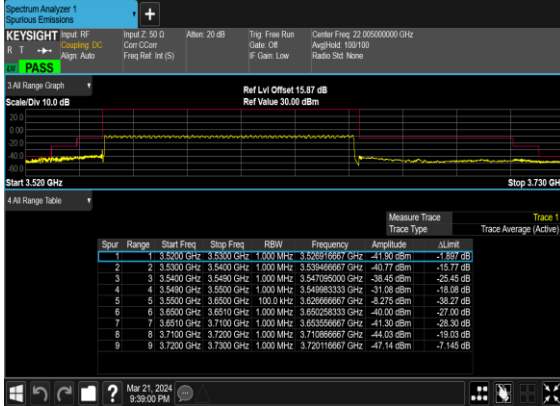 Spectrum Analyzer 1
Spurious Emissions
+
KEYSIGHT Input: RF Input Z: 50 Ω Atten: 20 dB Trig: Free Run Center Freq: 22.005000000 GHz
R T Coupling: DC Corr CCorr Gate: Off Avg|Hold: 100/100
Align: Auto Freq Ref: Int (S) IF Gain: Low Radio Std: None
LXI PASS
3 All Range Graph
Ref Lvl Offset 15.87 dB
Scale/Div 10.0 dB Ref Value 30.00 dBm
20.0
0.00
-20.0
-40.0
-60.0
Start 3.520 GHz Stop 3.730 GH
4 All Range Table
Measure Trace Trace 1
Trace Type Trace Average (Active)
Spur Range Start Freq Stop Freq RBW Frequency Amplitude ΔLimit
1 1 3.5200 GHz 3.5300 GHz 1.000 MHz 3.526916667 GHz -41.90 dBm -1.897 dB
2 2 3.5300 GHz 3.5400 GHz 1.000 MHz 3.539466667 GHz -40.77 dBm -15.77 dB
3 3 3.5400 GHz 3.5490 GHz 1.000 MHz 3.547095000 GHz -38.45 dBm -25.45 dB
4 4 3.5490 GHz 3.5500 GHz 1.000 MHz 3.549983333 GHz -31.08 dBm -18.08 dB
5 5 3.5500 GHz 3.6500 GHz 100.0 kHz 3.626666667 GHz -8.275 dBm -38.27 dB
6 6 3.6500 GHz 3.6510 GHz 1.000 MHz 3.650258333 GHz -40.00 dBm -27.00 dB
7 7 3.6510 GHz 3.7100 GHz 1.000 MHz 3.653556667 GHz -41.30 dBm -28.30 dB
8 8 3.7100 GHz 3.7200 GHz 1.000 MHz 3.710866667 GHz -44.03 dBm -19.03 dB
9 9 3.7200 GHz 3.7300 GHz 1.000 MHz 3.720116667 GHz -47.14 dBm -7.145 dB
? Mar 21, 2024
9:39:00 PM